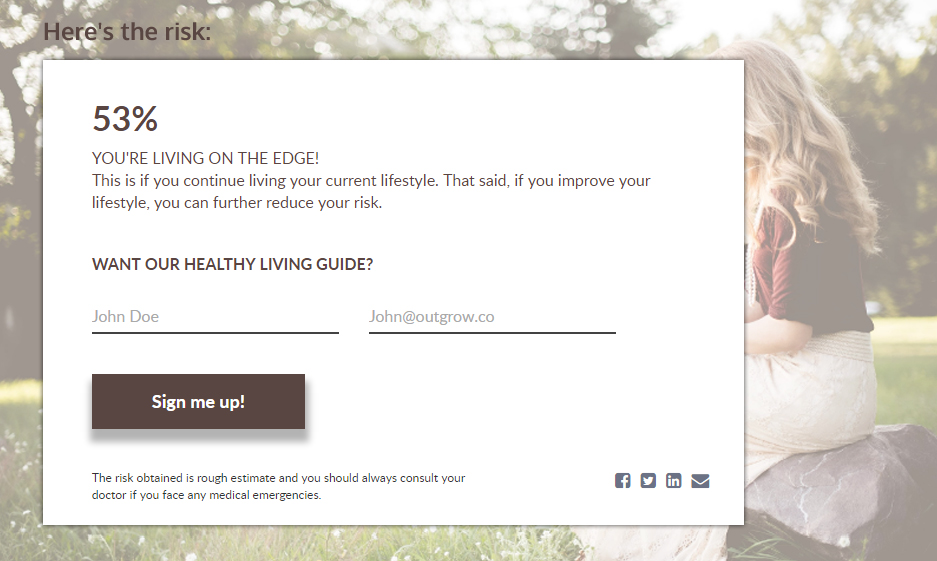 Here's the risk:
53%
YOU'RE LIVING ON THE EDGE!
This is if you continue living your current lifestyle. That said, if you improve your
lifestyle, you can further reduce your risk.
WANT OUR HEALTHY LIVING GUIDE?
John Doe
John@outgrow.co
Sign me up!
The risk obtained is rough estimate and you should always consult your
doctor if you face any medical emergencies.